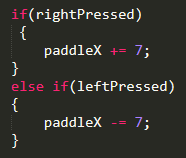 if(rightPressed)
 {
    paddleX += 7;
}
else if(leftPressed)
{
    paddleX -= 7;
}